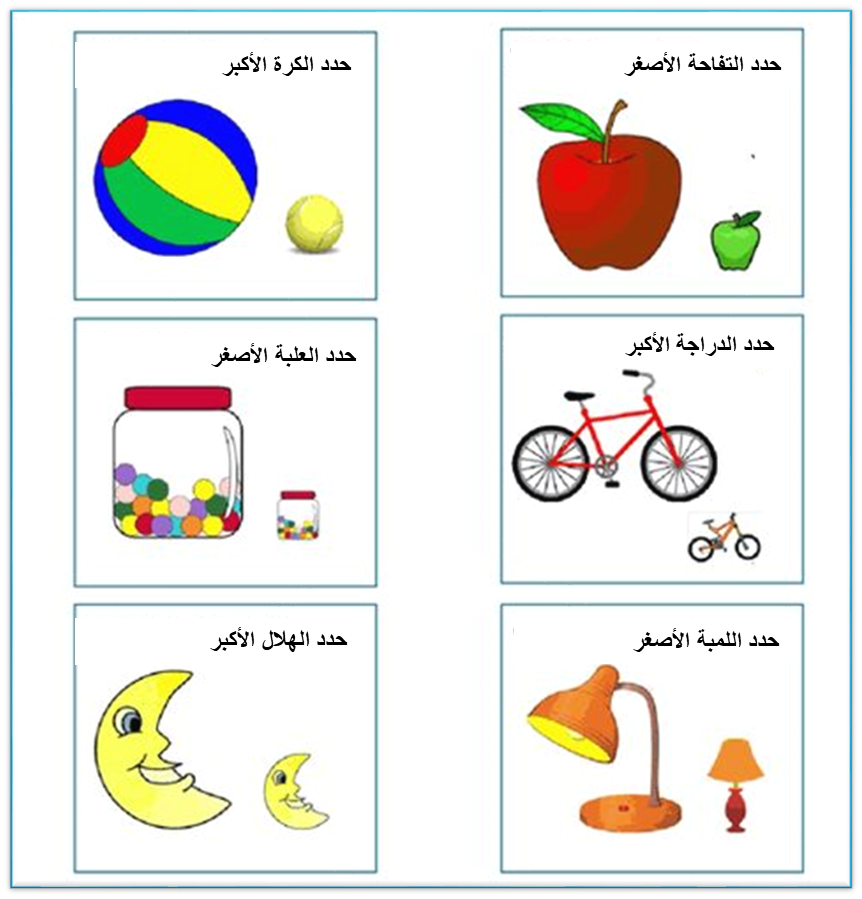 حدد التفاحة الأصغر
حدد الكرة الأكبر
حدد الدراجة الأكبر
حدد العلبة الأصغر
حدد اللمبة الأصغر
حدد الهلال الأكبر